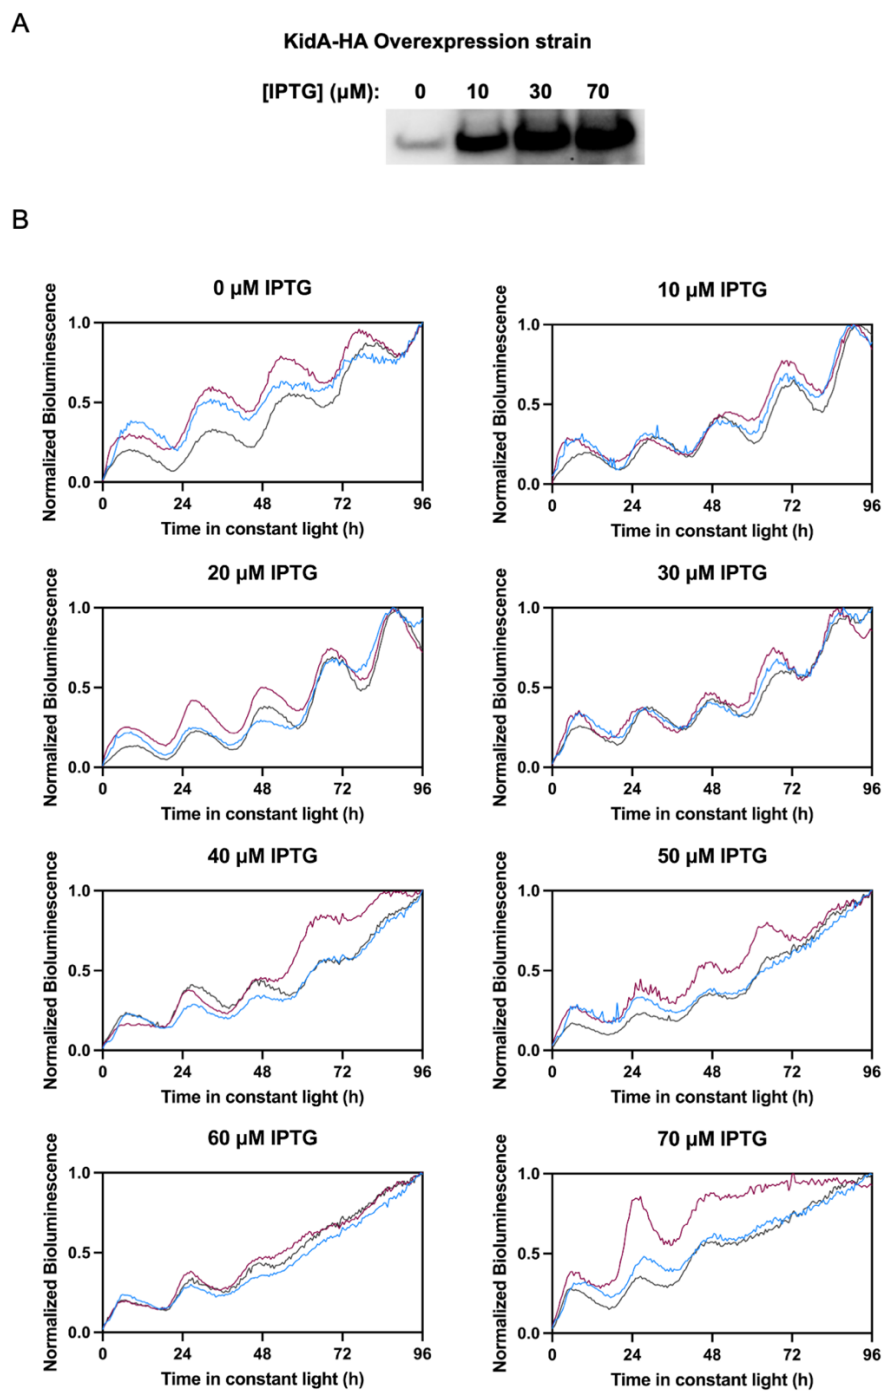 A
KidA-HA Overexpression strain
[IPTG] (µM): 0 10 30 70
B
0 µM IPTG
Normalized Bioluminescence
1.0
0.5
0.0
0 24 48 72 96
Time in constant light (h)
10 µM IPTG
Normalized Bioluminescence
1.0
0.5
0.0
0 24 48 72 96
Time in constant light (h)
20 µM IPTG
Normalized Bioluminescence
1.0
0.5
0.0
0 24 48 72 96
Time in constant light (h)
30 µM IPTG
Normalized Bioluminescence
1.0
0.5
0.0
0 24 48 72 96
Time in constant light (h)
40 µM IPTG
Normalized Bioluminescence
1.0
0.5
0.0
0 24 48 72 96
Time in constant light (h)
50 µM IPTG
Normalized Bioluminescence
1.0
0.5
0.0
0 24 48 72 96
Time in constant light (h)
60 µM IPTG
Normalized Bioluminescence
1.0
0.5
0.0
0 24 48 72 96
Time in constant light (h)
70 µM IPTG
Normalized Bioluminescence
1.0
0.5
0.0
0 24 48 72 96
Time in constant light (h)